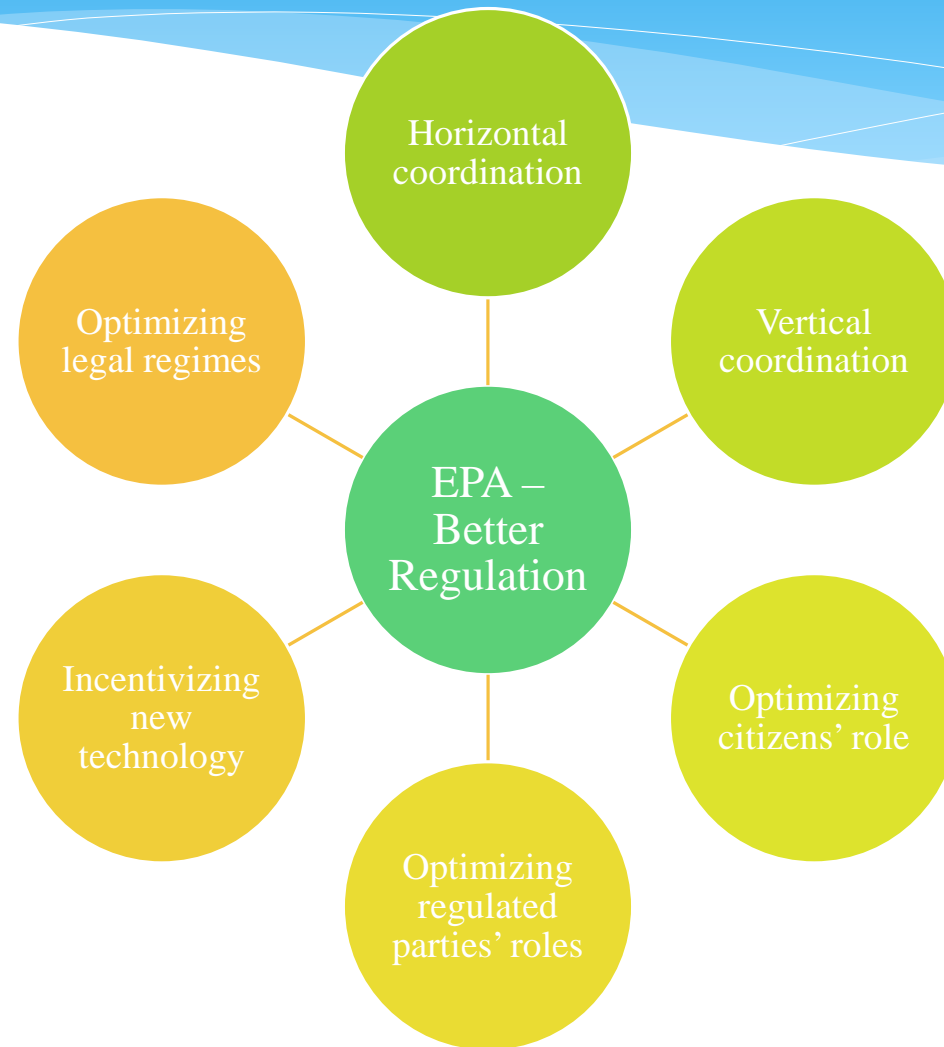 Horizontal
coordination
Vertical
coordination
Optimizing
legal regimes
EPA –
Better
Regulation
Incentivizing
new
technology
Optimizing
citizens’ role
Optimizing
regulated
parties’ roles